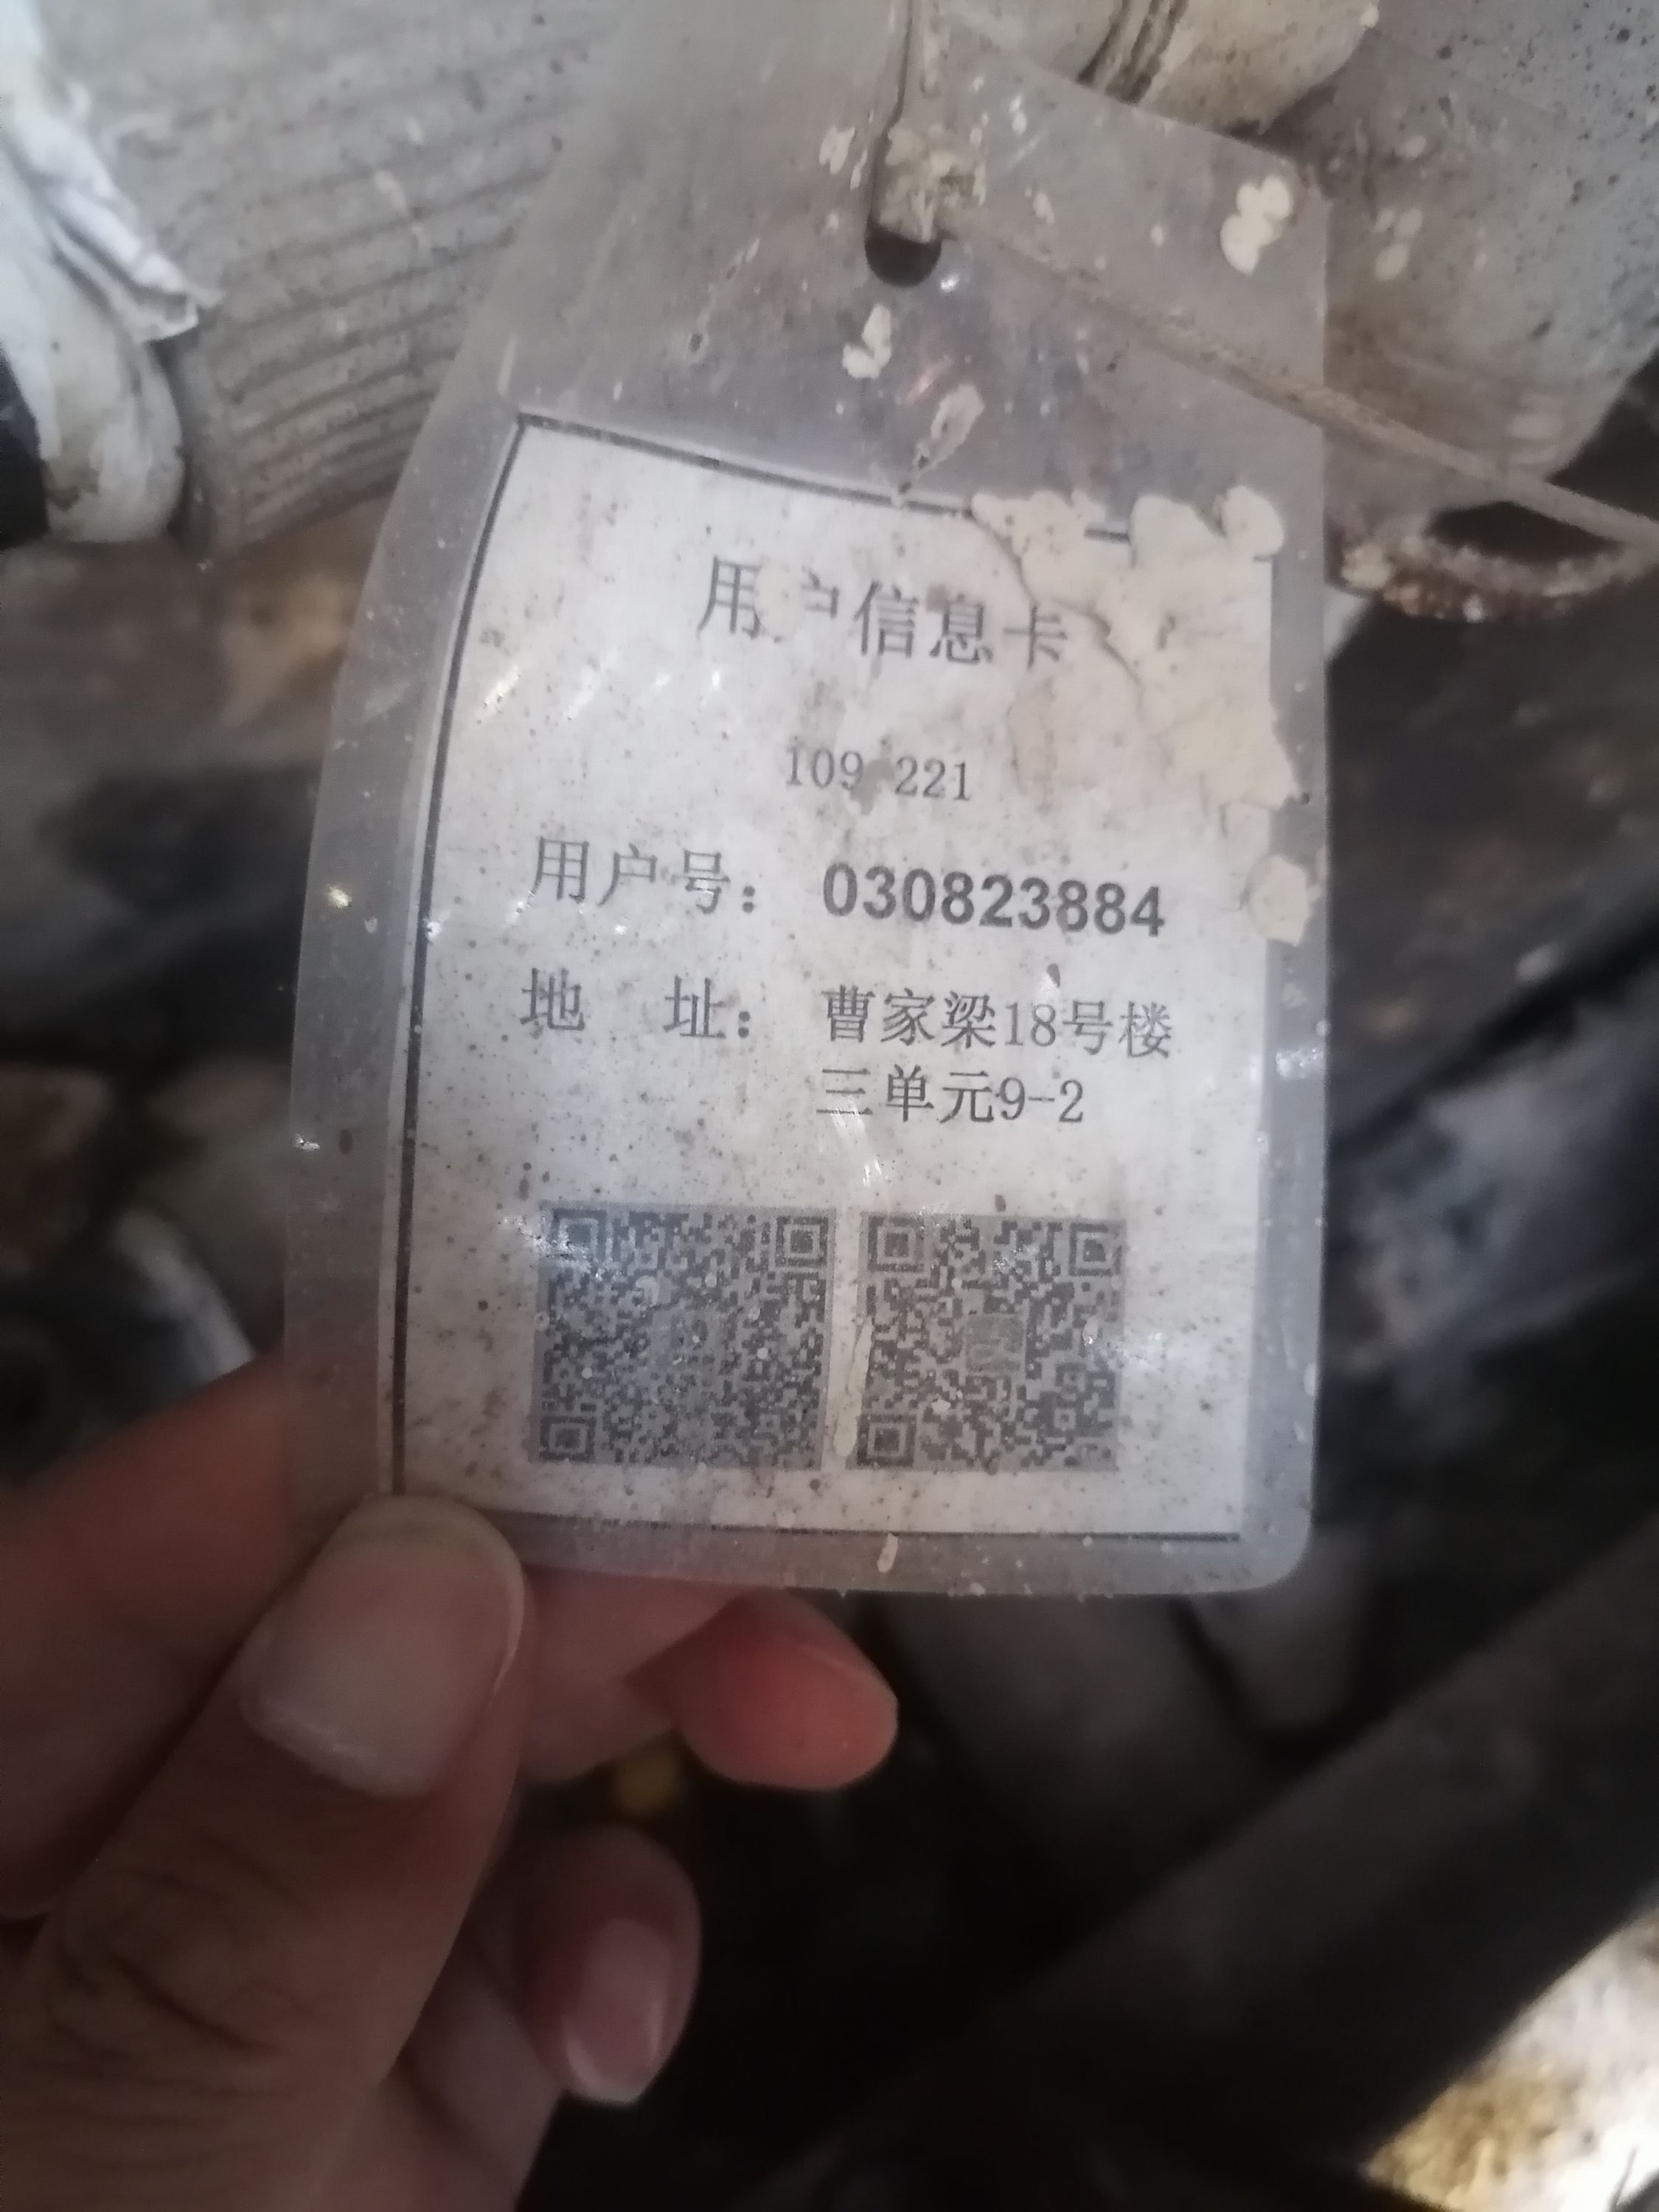 用户信息卡
109 221
用户号： 030823884
地 址： 曹家梁18号楼
三单元9-2